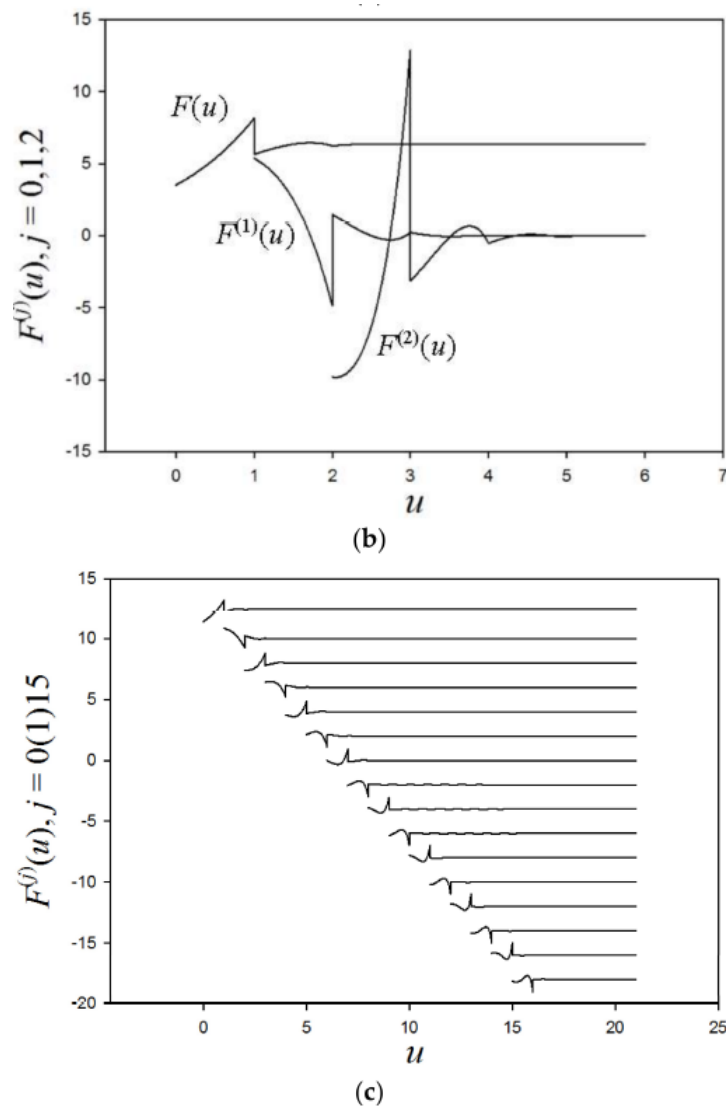 15
10
5
0
-5
-10
-15
F(u)
F^{(1)}(u)
F^{(2)}(u)
F^{(j)}(u), j = 0,1,2
0 1 2 3 4 5 6 7
u
(b)
15
10
5
0
-5
-10
-15
-20
F^{(j)}(u), j = 0(1)15
0 5 10 15 20 25
u
(c)